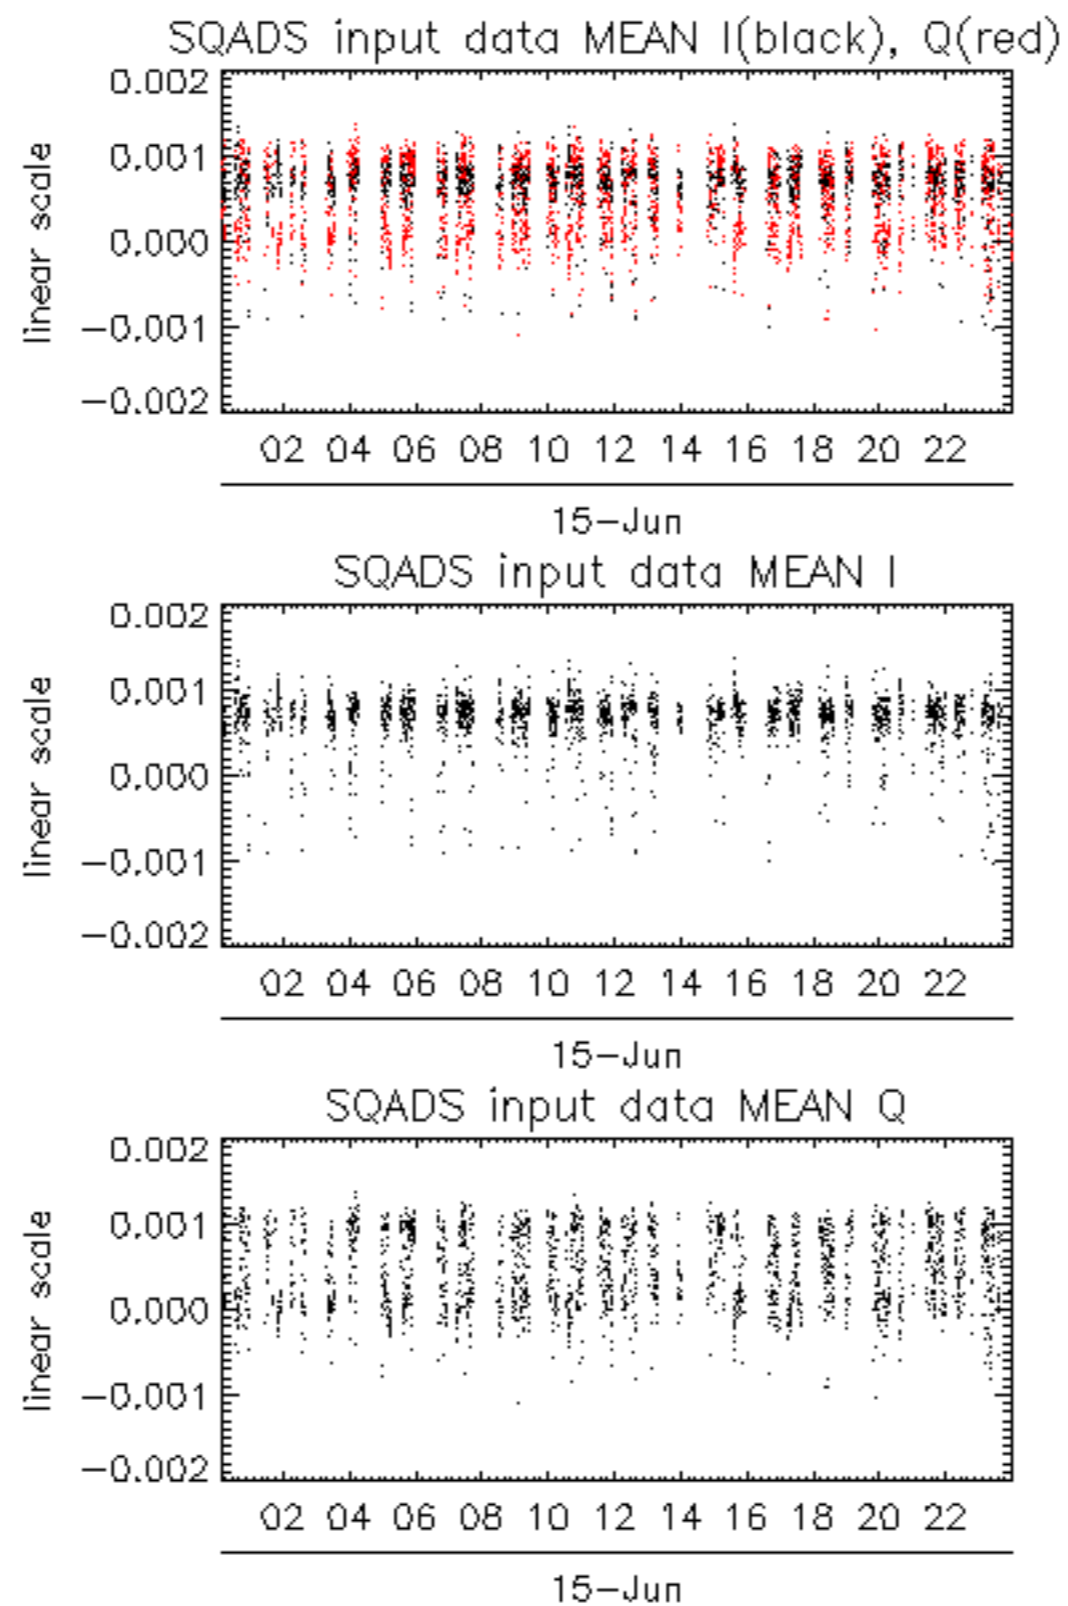 SQADS input data MEAN I(black), Q(red)
0.002
0.001
0.000
−0.001
−0.002
linear scale
02 04 06 08 10 12 14 16 18 20 22
15−Jun
SQADS input data MEAN I
0.002
0.001
0.000
−0.001
−0.002
linear scale
02 04 06 08 10 12 14 16 18 20 22
15−Jun
SQADS input data MEAN Q
0.002
0.001
0.000
−0.001
−0.002
linear scale
02 04 06 08 10 12 14 16 18 20 22
15−Jun